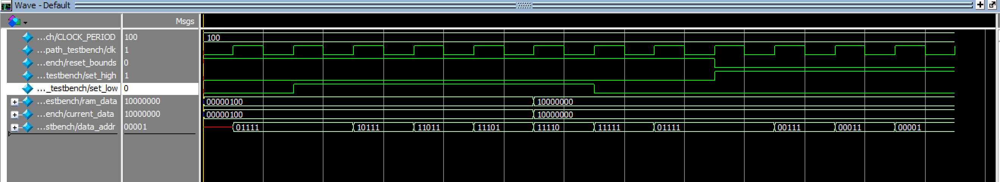 Wave - Default
Msgs
...ch/CLOCK_PERIOD 100 100
...path_testbench/clk 1
...ench/reset_bounds 0
...testbench/set_high 1
..._testbench/set_low 0
...estbench/ram_data 10000000 00000100 10000000
...ench/current_data 10000000 00000100 10000000
...stbench/data_addr 00001 01111 10111 11011 11101 11110 11111 01111 00111 00011 00001